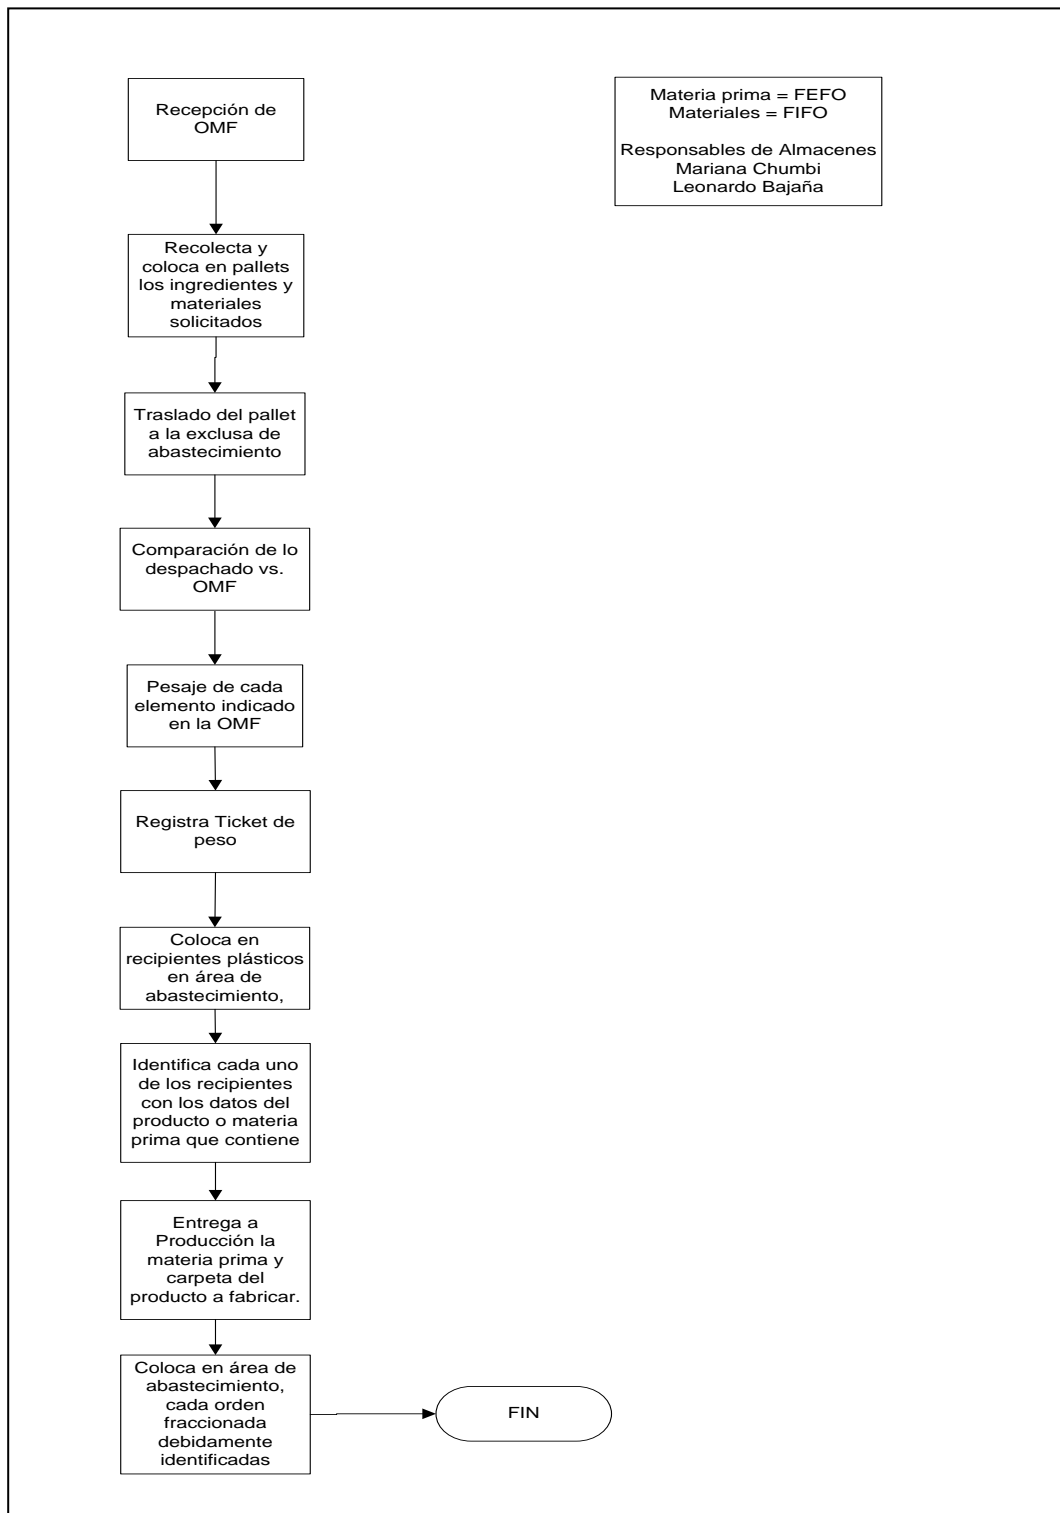 Recepción de
OMF
Materia prima = FEFO
Materiales = FIFO
Responsables de Almacenes
Mariana Chumbi
Leonardo Bajaña
Recolecta y
coloca en pallets
los ingredientes y
materiales
solicitados
Traslado del pallet
a la exclusa de
abastecimiento
Comparación de lo
despachado vs.
OMF
Pesaje de cada
elemento indicado
en la OMF
Registra Ticket de
peso
Coloca en
recipientes plásticos
en área de
abastecimiento,
Identifica cada uno
de los recipientes
con los datos del
producto o materia
prima que contiene
Entrega a
Producción la
materia prima y
carpeta del
producto a fabricar.
Coloca en área de
abastecimiento,
cada orden
fraccionada
debidamente
identificadas
FIN